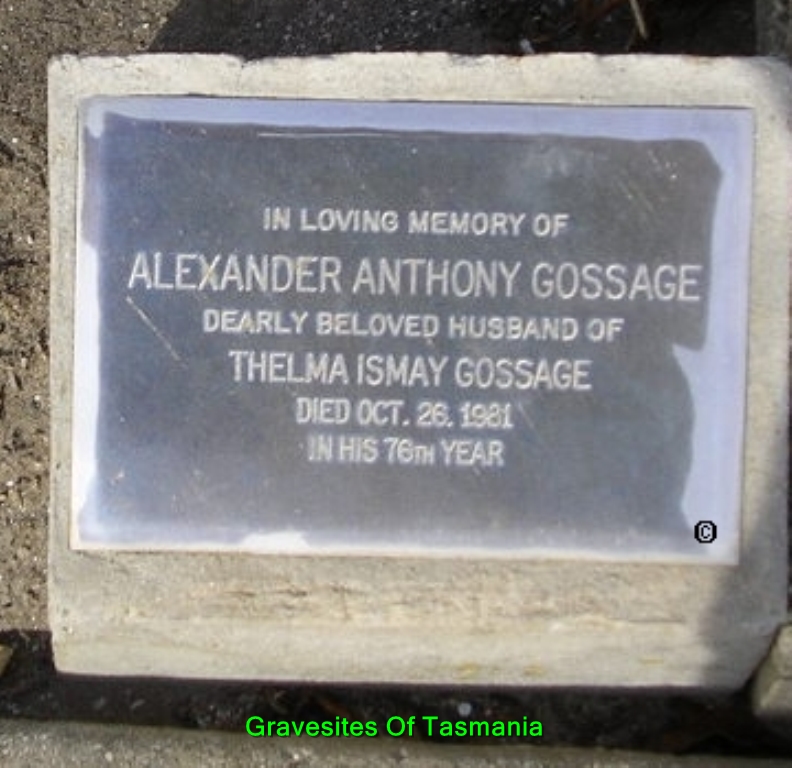 IN LOVING MEMORY OF
ALEXANDER ANTHONY GOSSAGE
DEARLY BELOVED HUSBAND OF
THELMA ISMAY GOSSAGE
DIED OCT. 26. 1981
IN HIS 76TH YEAR
©
Gravesites Of Tasmania